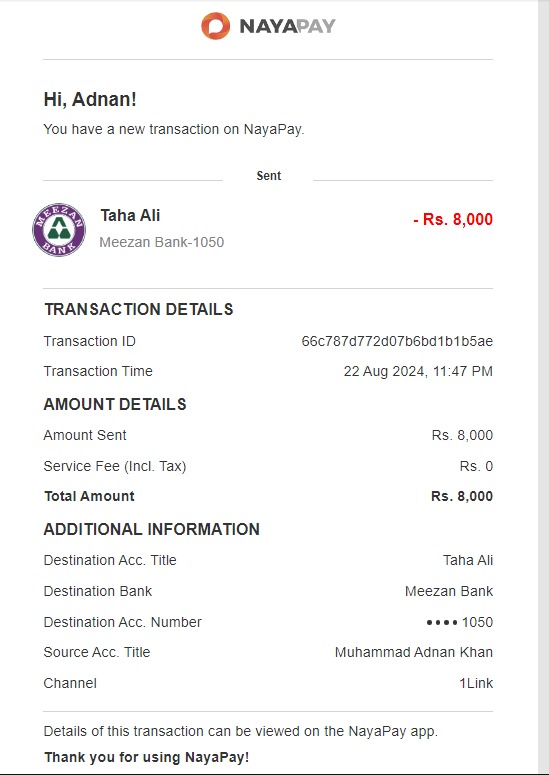 NAYAPAY
Hi, Adnan!
You have a new transaction on NayaPay.
Sent
MEEZAN BANK
Taha Ali
- Rs. 8,000
Meezan Bank-1050
TRANSACTION DETAILS
Transaction ID 66c787d772d07b6bd1b1b5ae
Transaction Time 22 Aug 2024, 11:47 PM
AMOUNT DETAILS
Amount Sent Rs. 8,000
Service Fee (Incl. Tax) Rs. 0
Total Amount Rs. 8,000
ADDITIONAL INFORMATION
Destination Acc. Title Taha Ali
Destination Bank Meezan Bank
Destination Acc. Number •••• 1050
Source Acc. Title Muhammad Adnan Khan
Channel 1Link
Details of this transaction can be viewed on the NayaPay app.
Thank you for using NayaPay!